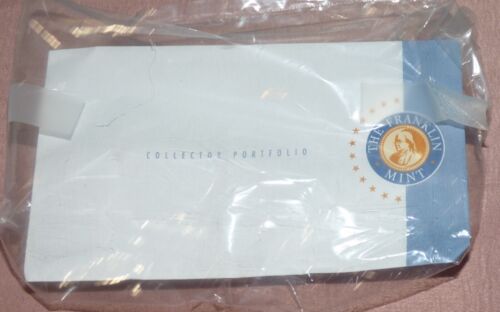 COLLECTOR PORTFOLIO
THE FRANKLIN
MINT